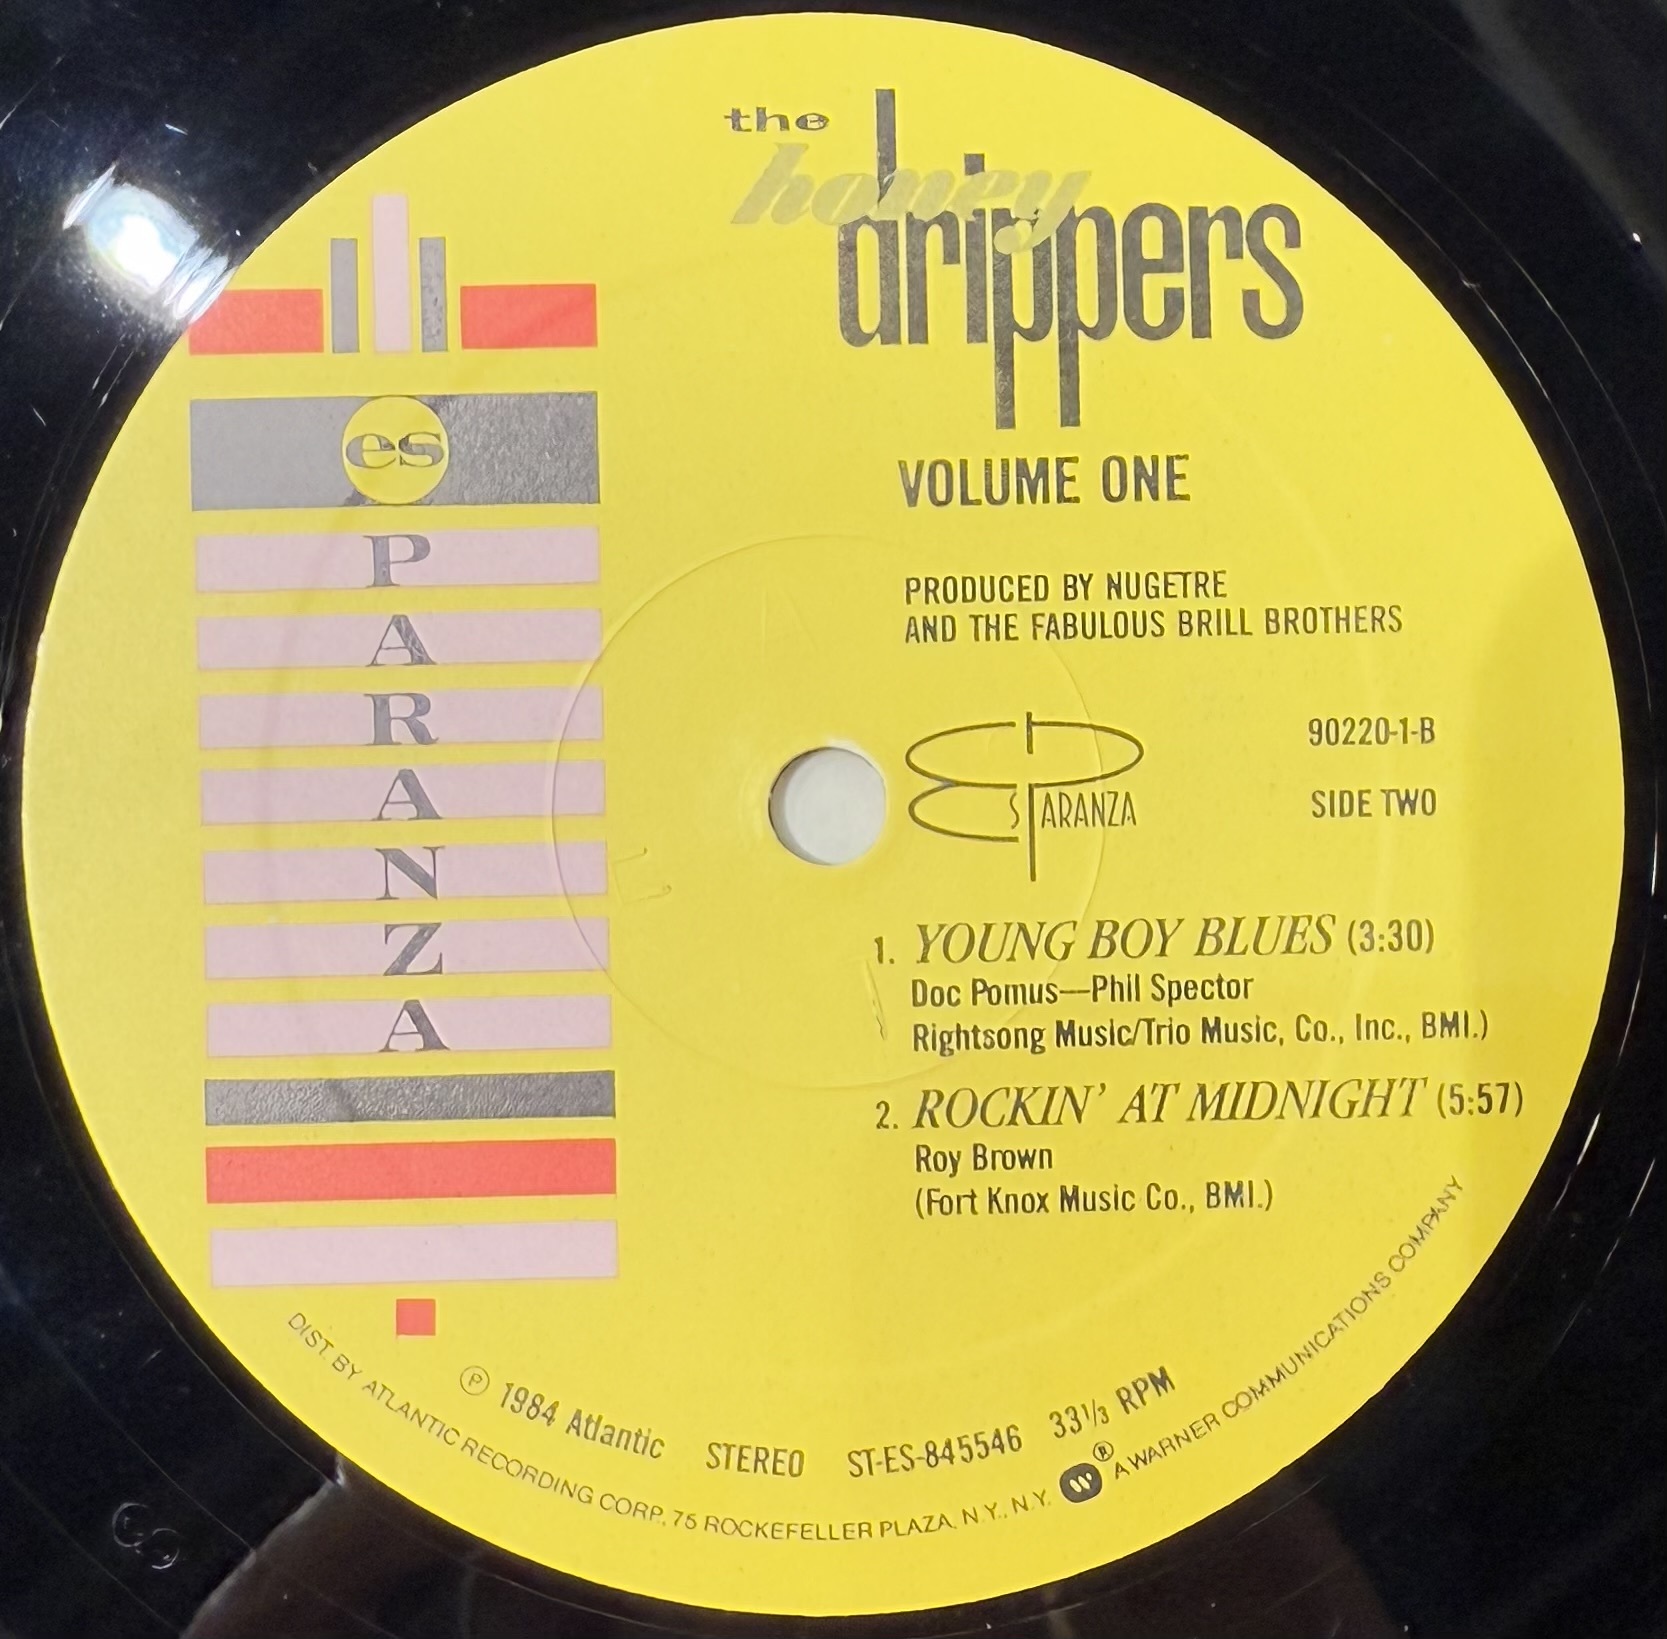 the
honey
drippers
VOLUME ONE
PRODUCED BY NUGETRE
AND THE FABULOUS BRILL BROTHERS
es
P
A
R
A
N
Z
A
ESPARANZA
90220-1-B
SIDE TWO
1. YOUNG BOY BLUES (3:30)
Doc Pomus—Phil Spector
Rightsong Music/Trio Music, Co., Inc., BMI.)
2. ROCKIN' AT MIDNIGHT (5:57)
Roy Brown
(Fort Knox Music Co., BMI.)
℗ 1984 Atlantic STEREO ST-ES-845546 33⅓ RPM
DIST. BY ATLANTIC RECORDING CORP., 75 ROCKEFELLER PLAZA, N.Y., N.Y. ® A WARNER COMMUNICATIONS COMPANY